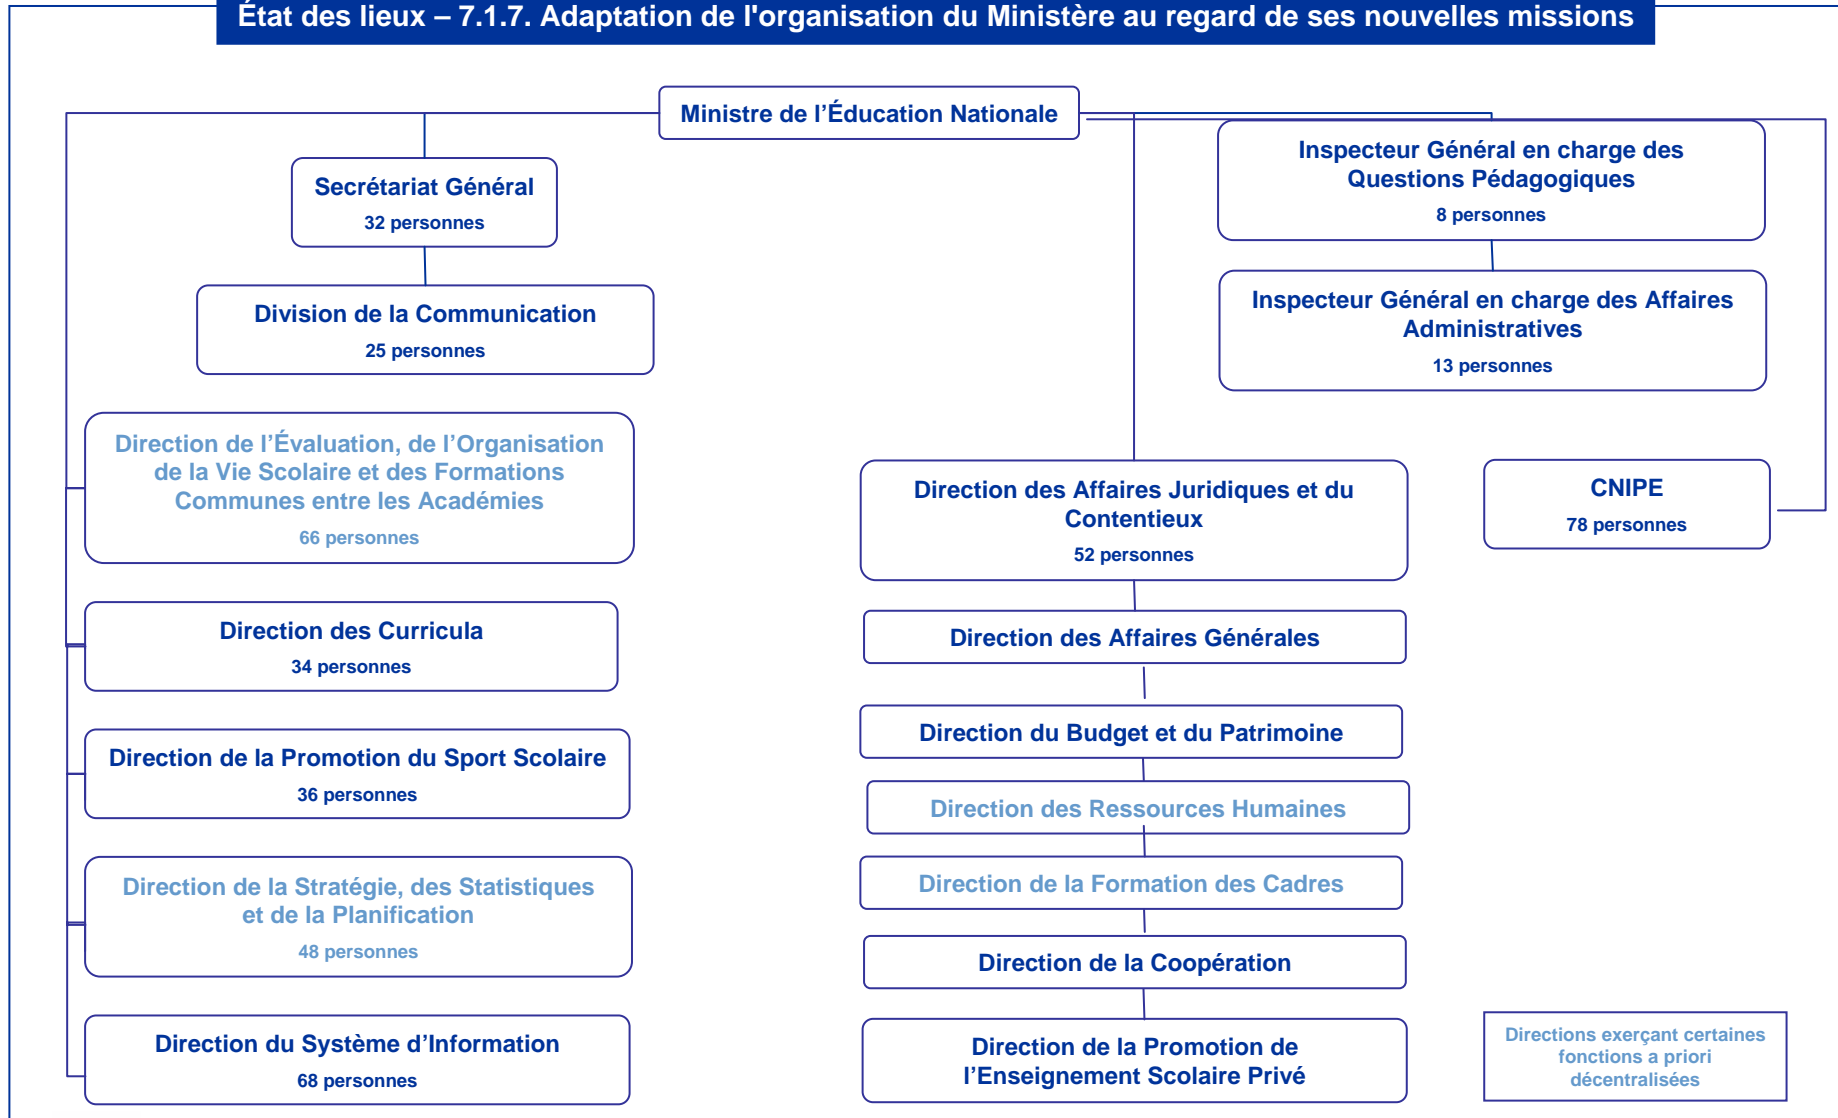 État des lieux – 7.1.7. Adaptation de l'organisation du Ministère au regard de ses nouvelles missions
Ministre de l’Éducation Nationale
Secrétariat Général
32 personnes
Division de la Communication
25 personnes
Inspecteur Général en charge des
Questions Pédagogiques
8 personnes
Inspecteur Général en charge des Affaires
Administratives
13 personnes
Direction de l’Évaluation, de l’Organisation
de la Vie Scolaire et des Formations
Communes entre les Académies
66 personnes
Direction des Curricula
34 personnes
Direction de la Promotion du Sport Scolaire
36 personnes
Direction de la Stratégie, des Statistiques
et de la Planification
48 personnes
Direction du Système d’Information
68 personnes
Direction des Affaires Juridiques et du
Contentieux
52 personnes
Direction des Affaires Générales
Direction du Budget et du Patrimoine
Direction des Ressources Humaines
Direction de la Formation des Cadres
Direction de la Coopération
Direction de la Promotion de
l’Enseignement Scolaire Privé
CNIPE
78 personnes
Directions exerçant certaines
fonctions a priori
décentralisées